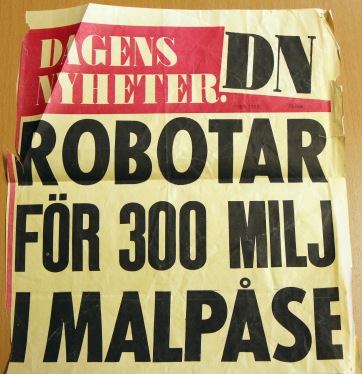 DAGENS
NYHETER.
DN
ROBOTAR
FÖR 300 MILJ
I MALPÅSE